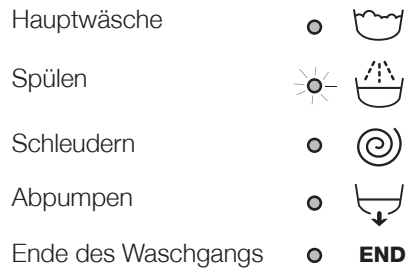 Hauptwäsche
Spülen
Schleudern
Abpumpen
Ende des Waschgangs END